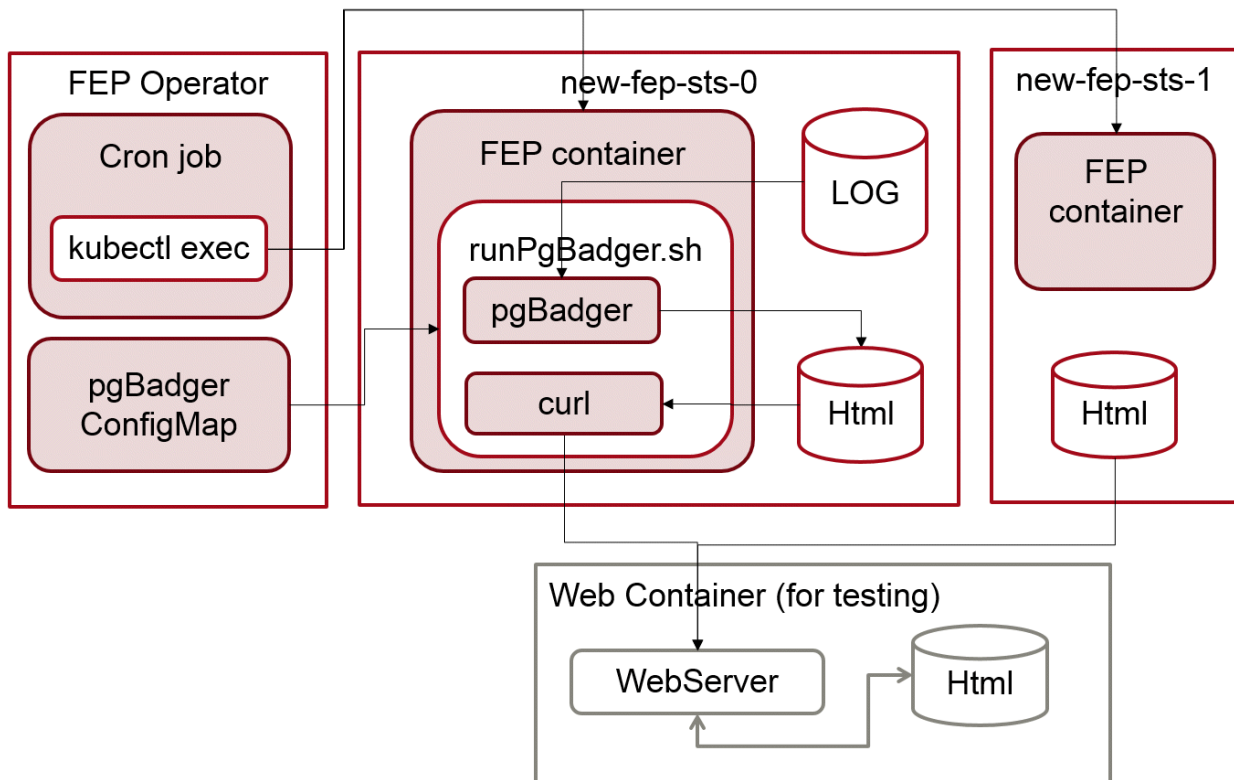 FEP Operator
Cron job
kubectl exec
pgBadger
ConfigMap
new-fep-sts-0
FEP container
runPgBadger.sh
pgBadger
curl
LOG
Html
new-fep-sts-1
FEP
container
Html
Web Container (for testing)
WebServer
Html